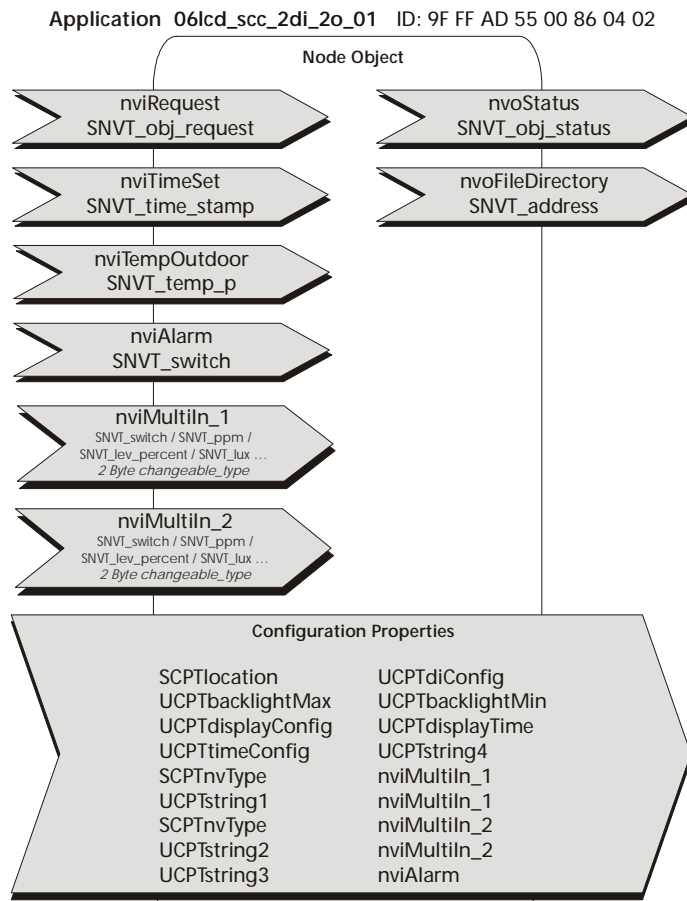 Application 06lcd_scc_2di_2o_01 ID: 9F FF AD 55 00 86 04 02
Node Object
nviRequest
SNVT_obj_request
nvoStatus
SNVT_obj_status
nviTimeSet
SNVT_time_stamp
nvoFileDirectory
SNVT_address
nviTempOutdoor
SNVT_temp_p
nviAlarm
SNVT_switch
nviMultiIn_1
SNVT_switch / SNVT_ppm /
SNVT_lev_percent / SNVT_lux ...
2 Byte changeable_type
nviMultiIn_2
SNVT_switch / SNVT_ppm /
SNVT_lev_percent / SNVT_lux ...
2 Byte changeable_type
Configuration Properties
SCPTlocation UCPTdiConfig
UCPTbacklightMax UCPTbacklightMin
UCPTdisplayConfig UCPTdisplayTime
UCPTtimeConfig UCPTstring4
SCPTnvType nviMultiIn_1
UCPTstring1 nviMultiIn_1
SCPTnvType nviMultiIn_2
UCPTstring2 nviMultiIn_2
UCPTstring3 nviAlarm